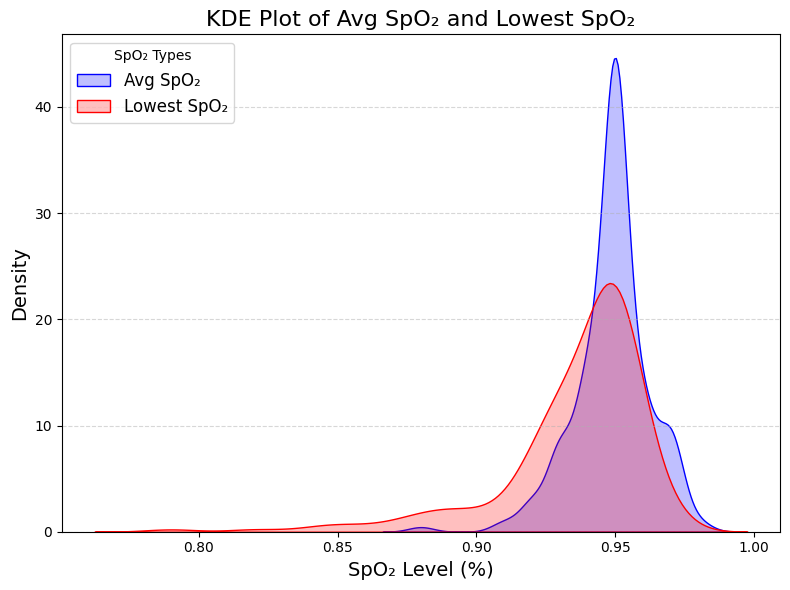 KDE Plot of Avg SpO₂ and Lowest SpO₂
SpO₂ Types
Avg SpO₂
Lowest SpO₂
Density
40
30
20
10
0
0.80 0.85 0.90 0.95 1.00
SpO₂ Level (%)